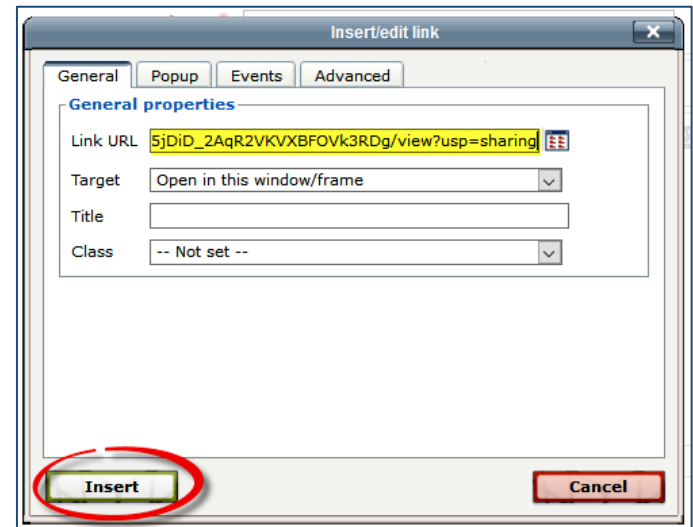 Insert/edit link
General Popup Events Advanced
General properties
Link URL 5jDiD_2AqR2VKVXBFOVk3RDg/view?usp=sharing
Target Open in this window/frame
Title
Class -- Not set --
Insert Cancel